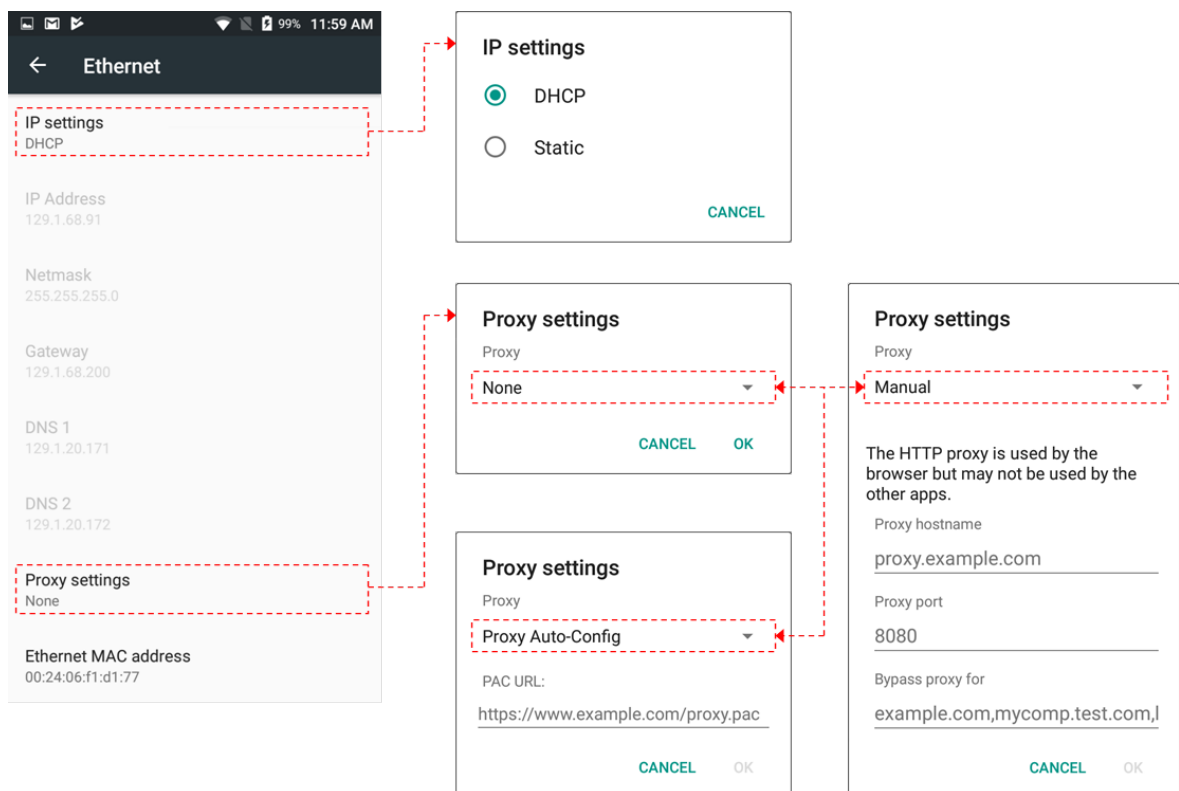 99% 11:59 AM
Ethernet
IP settings
DHCP
IP Address
129.1.68.91
Netmask
255.255.255.0
Gateway
129.1.68.200
DNS 1
129.1.20.171
DNS 2
129.1.20.172
Proxy settings
None
Ethernet MAC address
00:24:06:f1:d1:77
IP settings
DHCP
Static
CANCEL
Proxy settings
Proxy
None
CANCEL OK
Proxy settings
Proxy
Proxy Auto-Config
PAC URL:
https://www.example.com/proxy.pac
CANCEL OK
Proxy settings
Proxy
Manual
The HTTP proxy is used by the
browser but may not be used by the
other apps.
Proxy hostname
proxy.example.com
Proxy port
8080
Bypass proxy for
example.com,mycomp.test.com,l
CANCEL OK